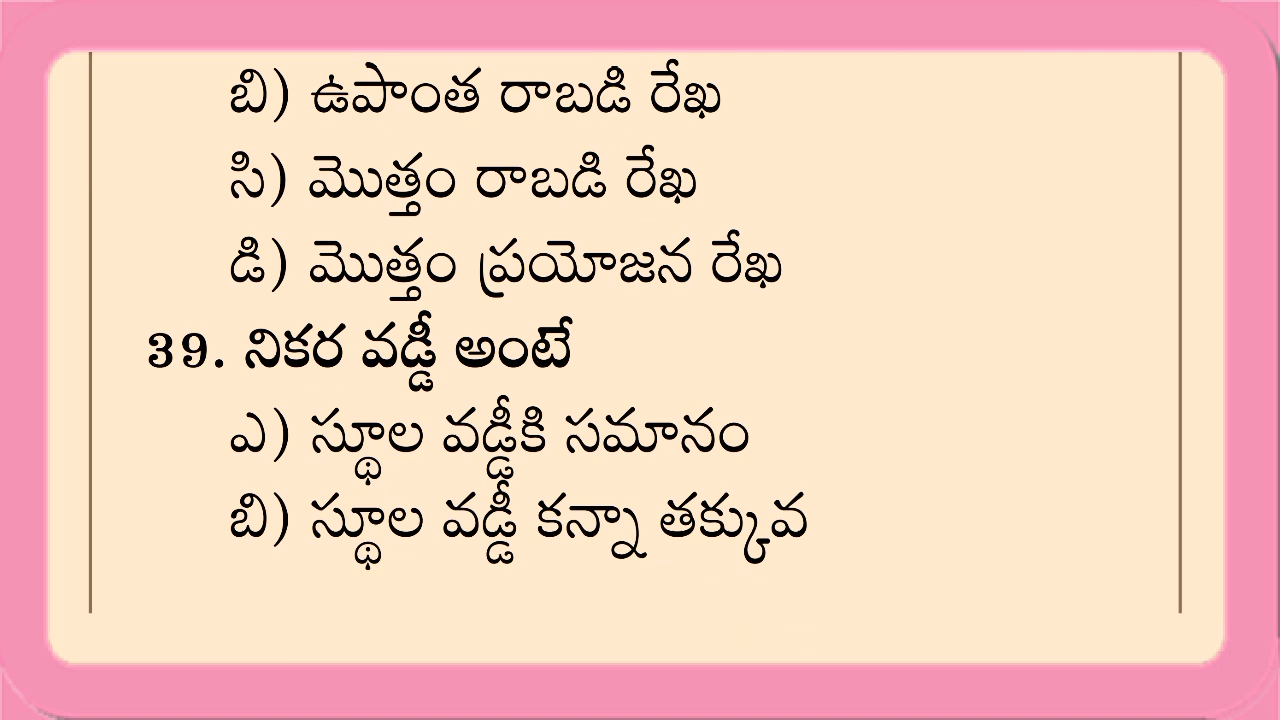 బి) ఉపాంత రాబడి రేఖ
సి) మొత్తం రాబడి రేఖ
డి) మొత్తం ప్రయోజన రేఖ
39. నికర వడ్డీ అంటే
ఎ) స్థూల వడ్డీకి సమానం
బి) స్థూల వడ్డీ కన్నా తక్కువ